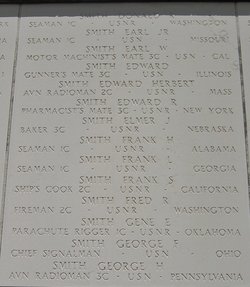 SEAMAN 1C - USNR - WASHINGTON
SMITH EARL JR
SEAMAN 1C - USNR - MISSOURI
SMITH EARL W
MOTOR MACHINIST'S MATE 3C - USN - CAL
SMITH EDWARD
GUNNER'S MATE 3C - USN - ILLINOIS
SMITH EDWARD HERBERT
AVN RADIOMAN 2C - USNR - MASS
SMITH EDWARD R
PHARMACIST'S MATE 3C - USNR - NEW YORK
SMITH ELMER
BAKER 3C - USNR - NEBRASKA
SMITH FRANK H
SEAMAN 1C - USNR - ALABAMA
SMITH FRANK L
SEAMAN 1C - USNR - GEORGIA
SMITH FRANK S
SHIP'S COOK 2C - USNR - CALIFORNIA
SMITH FRED R
FIREMAN 2C - USNR - WASHINGTON
SMITH GENE E
PARACHUTE RIGGER 1C - USNR - OKLAHOMA
SMITH GEORGE F
CHIEF SIGNALMAN - USN - OHIO
SMITH GEORGE H
AVN RADIOMAN 3C - USN - PENNSYLVANIA